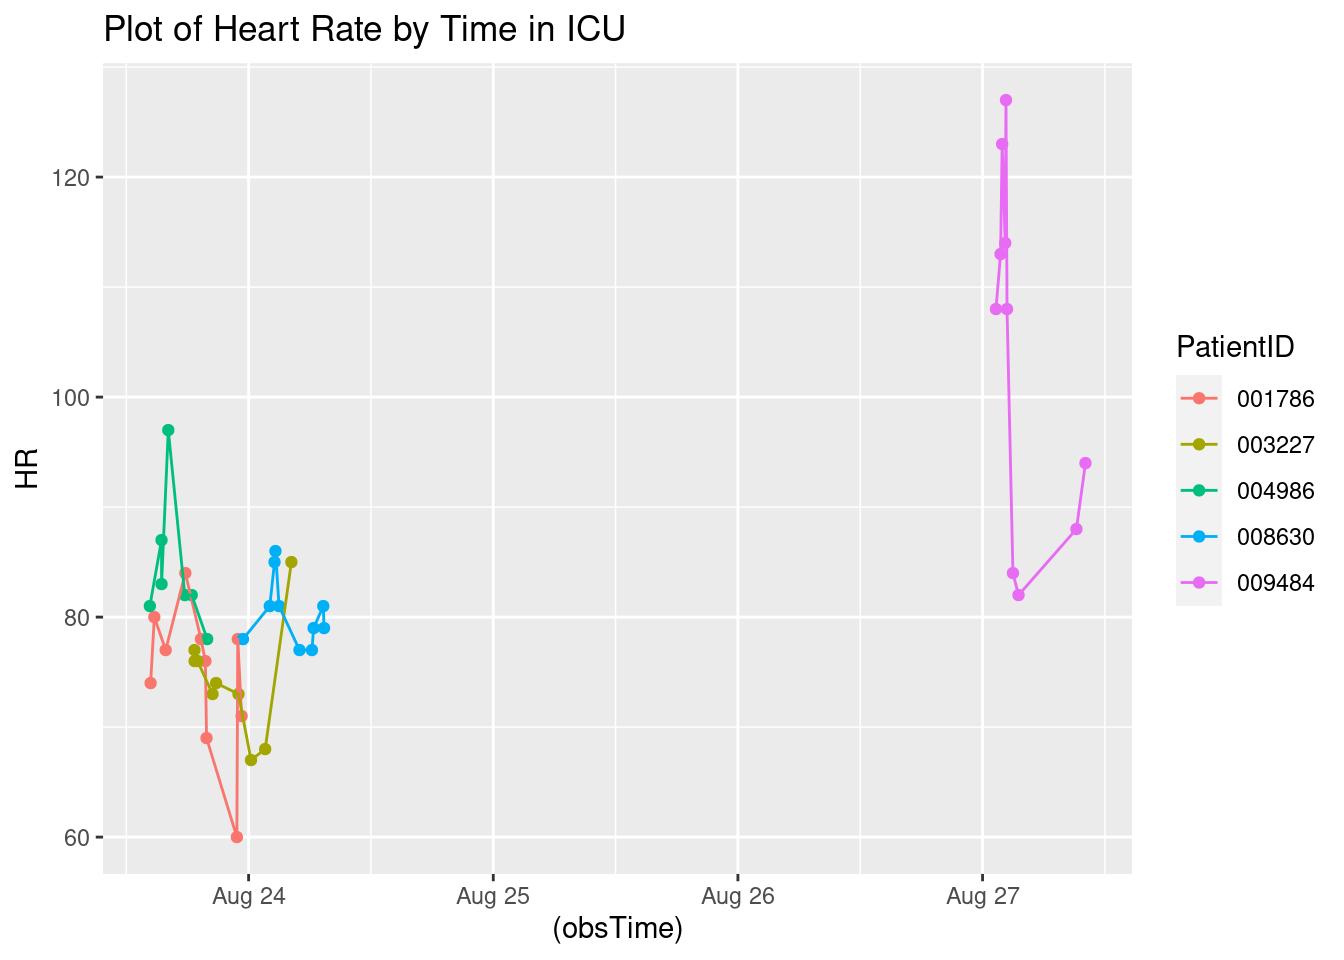 Plot of Heart Rate by Time in ICU
120
100
80
60
HR
Aug 24
Aug 25
Aug 26
Aug 27
(obsTime)
PatientID
001786
003227
004986
008630
009484